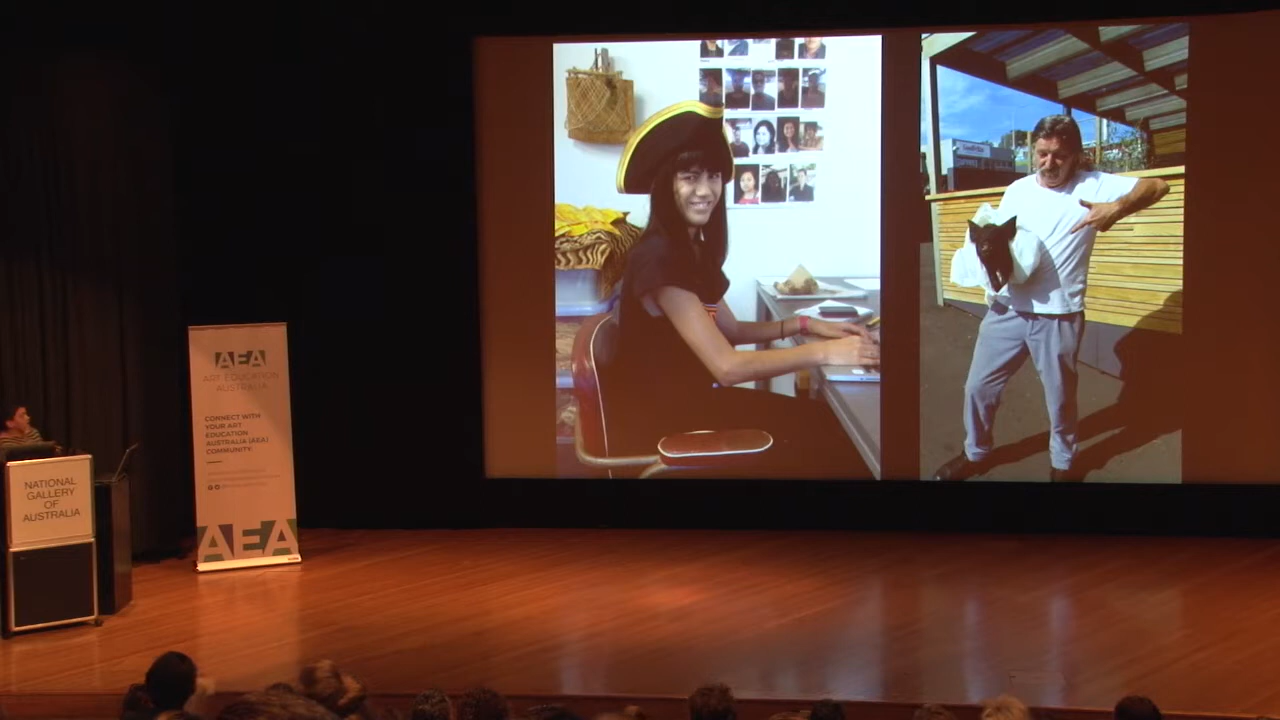 AEA
ART EDUCATION
AUSTRALIA
CONNECT WITH
YOUR ART
EDUCATION
AUSTRALIA (AEA)
COMMUNITY
AEA
NATIONAL
GALLERY
OF
AUSTRALIA